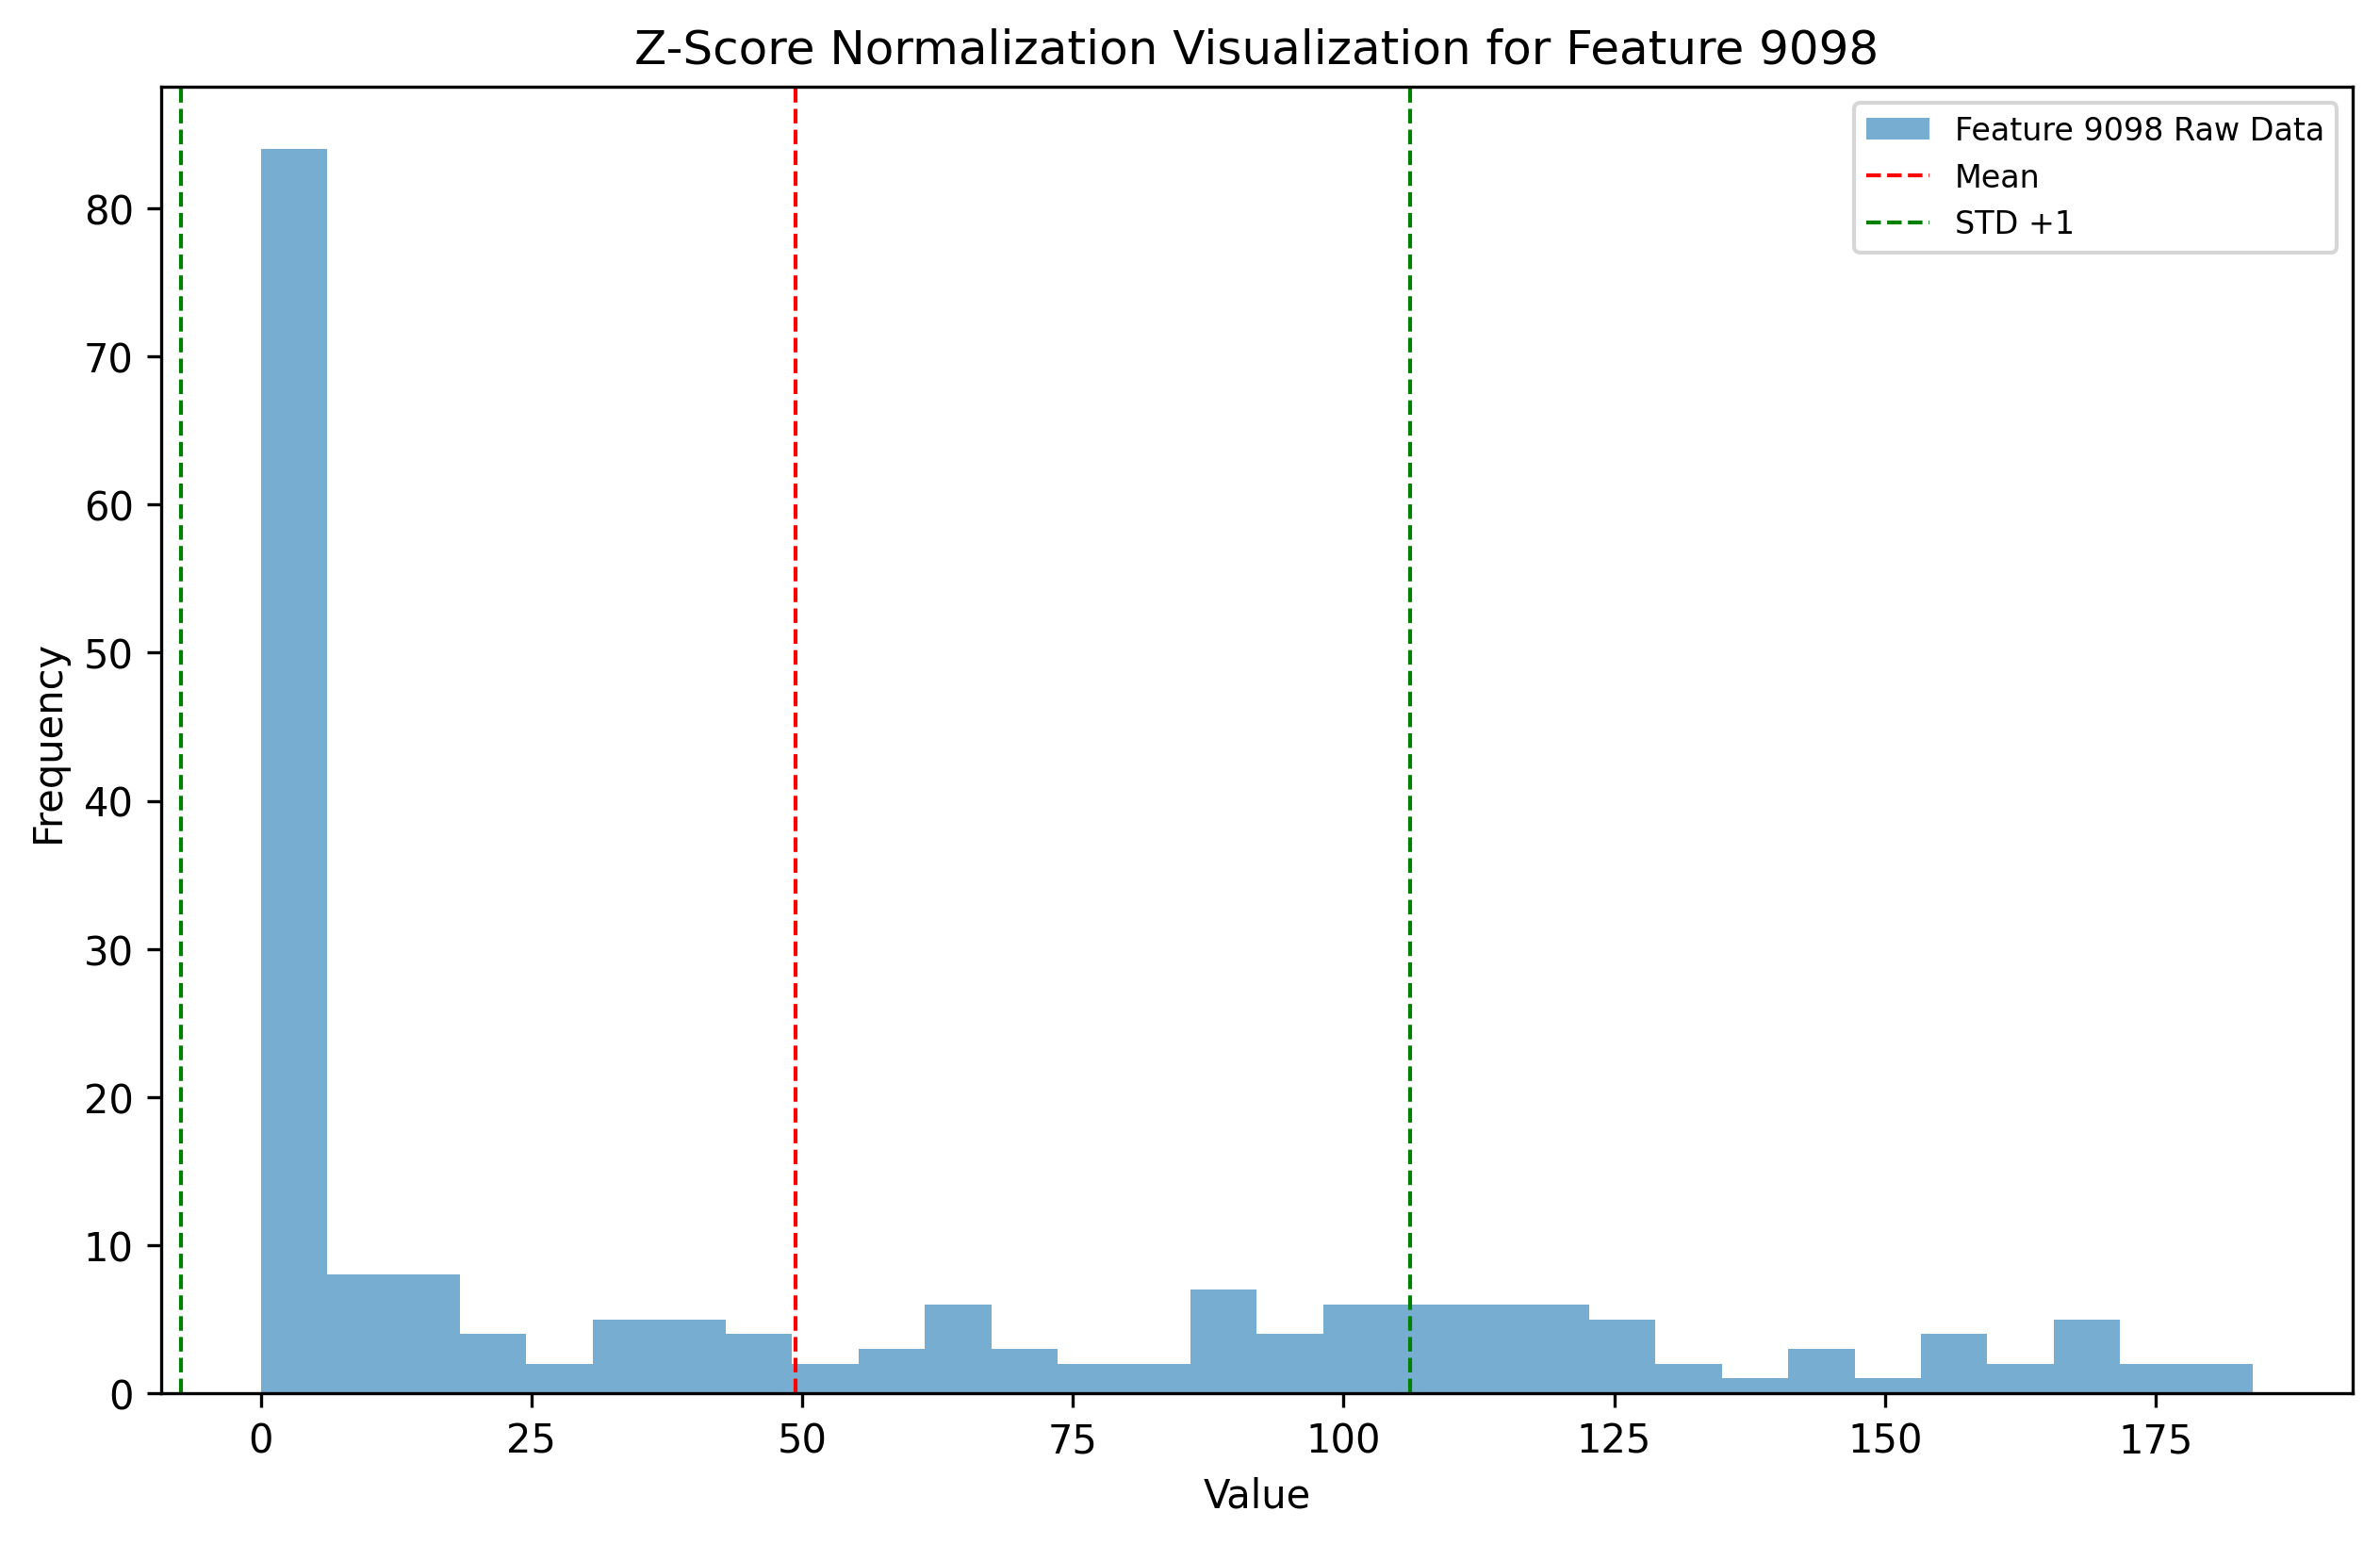 Z-Score Normalization Visualization for Feature 9098
Feature 9098 Raw Data
Mean
STD +1
80
70
60
50
40
30
20
10
0
Frequency
0 25 50 75 100 125 150 175
Value